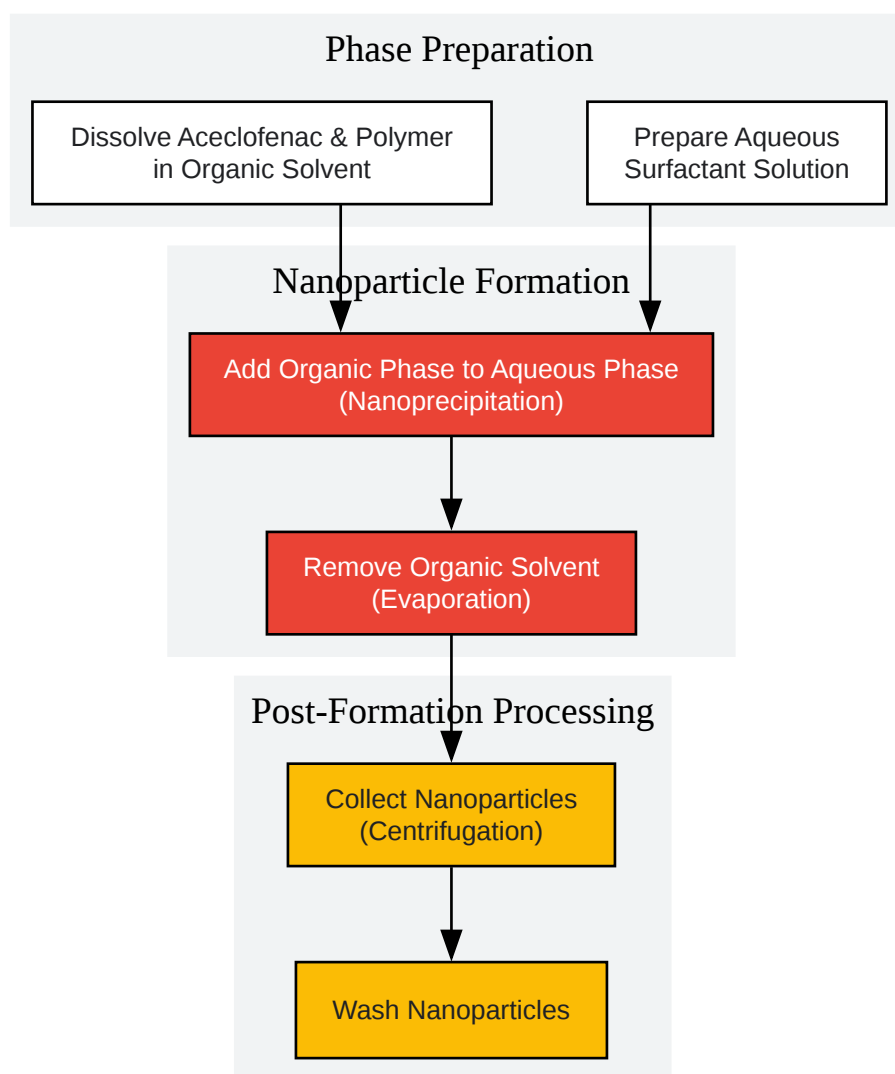 Phase Preparation
Dissolve Aceclofenac & Polymer
in Organic Solvent
Prepare Aqueous
Surfactant Solution
Nanoparticle Formation
Add Organic Phase to Aqueous Phase
(Nanoprecipitation)
Remove Organic Solvent
(Evaporation)
Post-Formation Processing
Collect Nanoparticles
(Centrifugation)
Wash Nanoparticles